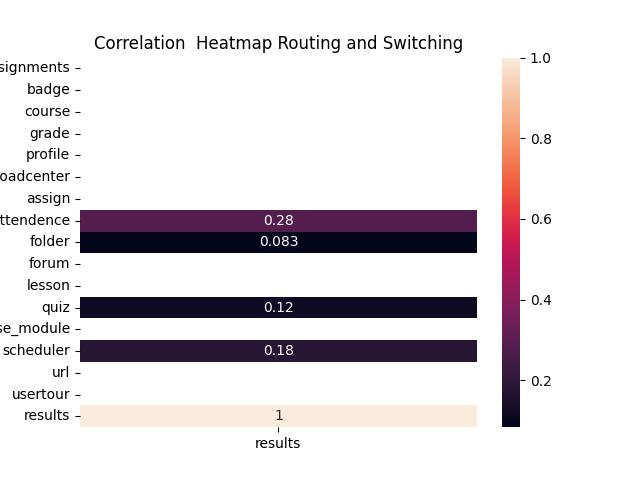 Correlation  Heatmap Routing and Switching
signments
badge
course
grade
profile
oadcenter
assign
ttendence
folder
forum
lesson
quiz
se_module
scheduler
url
usertour
results
0.28
0.083
0.12
0.18
1
results
1.0
0.8
0.6
0.4
0.2